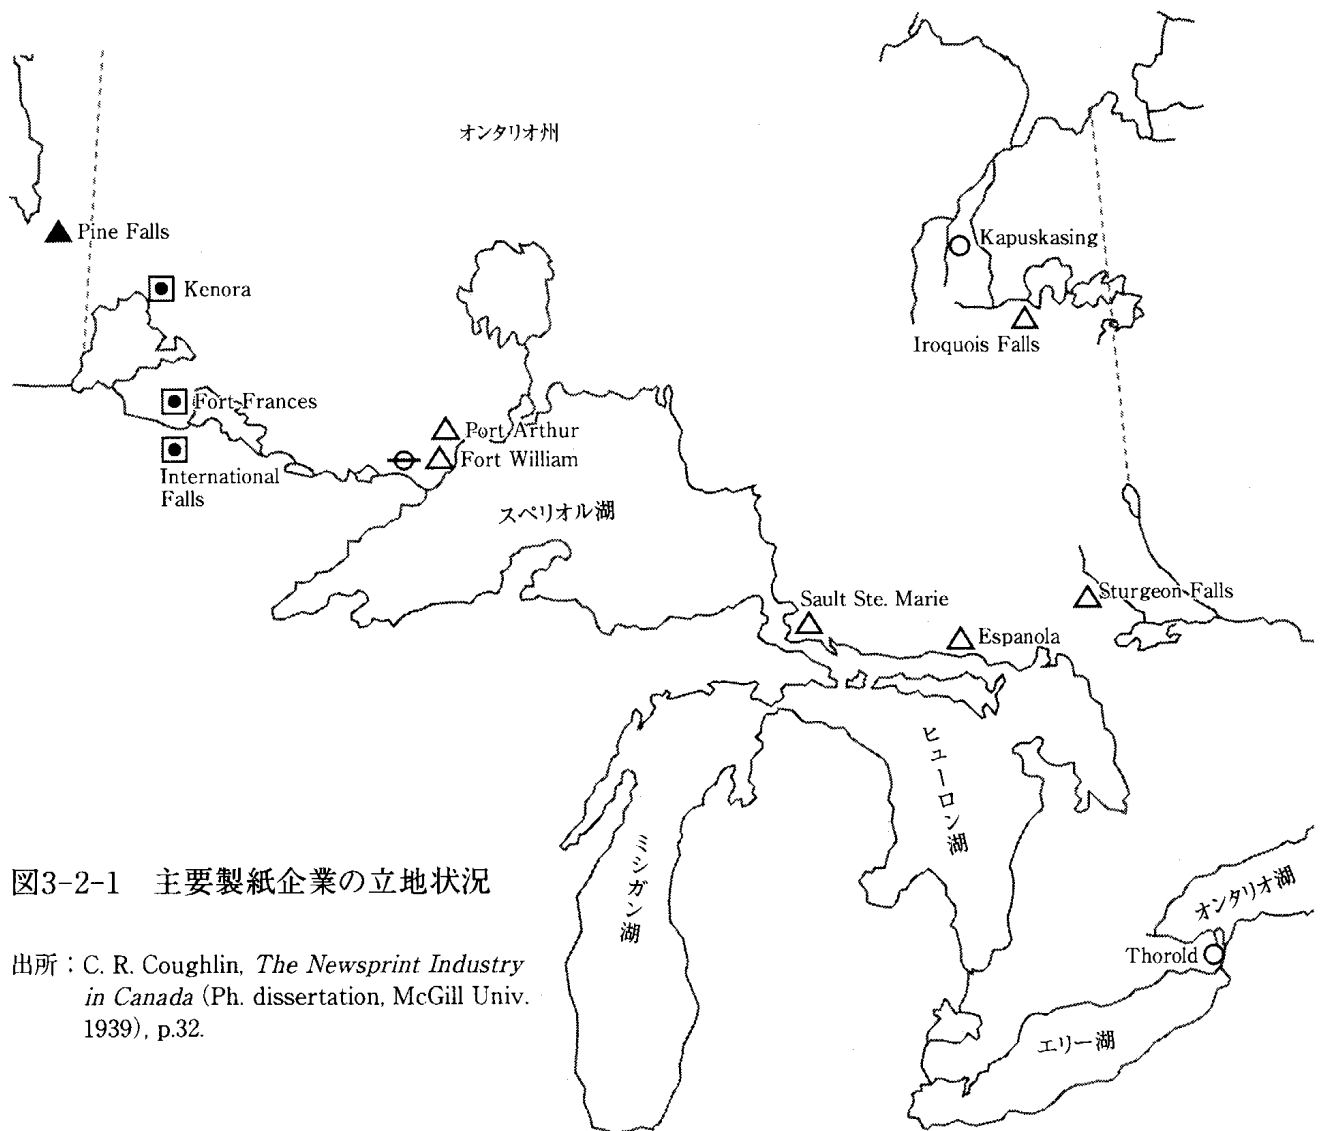 オンタリオ州
Pine Falls
Kenora
Kapuskasing
Iroquois Falls
Fort Frances
Port Arthur
Fort William
International
Falls
スペリオル湖
Sault Ste. Marie
Sturgeon Falls
Espanola
ヒューロン湖
ミシガン湖
オンタリオ湖
Thorold
エリー湖
図3-2-1 主要製紙企業の立地状況
出所：C. R. Coughlin, The Newsprint Industry
in Canada (Ph. dissertation, McGill Univ.
1939), p.32.